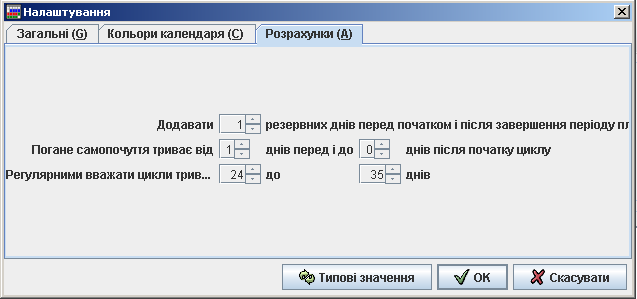 Налаштування
Загальні (G) Кольори календаря (C) Розрахунки (A)
Додавати 1 резервних днів перед початком і після завершення періоду пл
Погане самопочуття триває від 1 днів перед і до 0 днів після початку циклу
Регулярними вважати цикли трив... 24 до 35 днів
Типові значення OK Скасувати